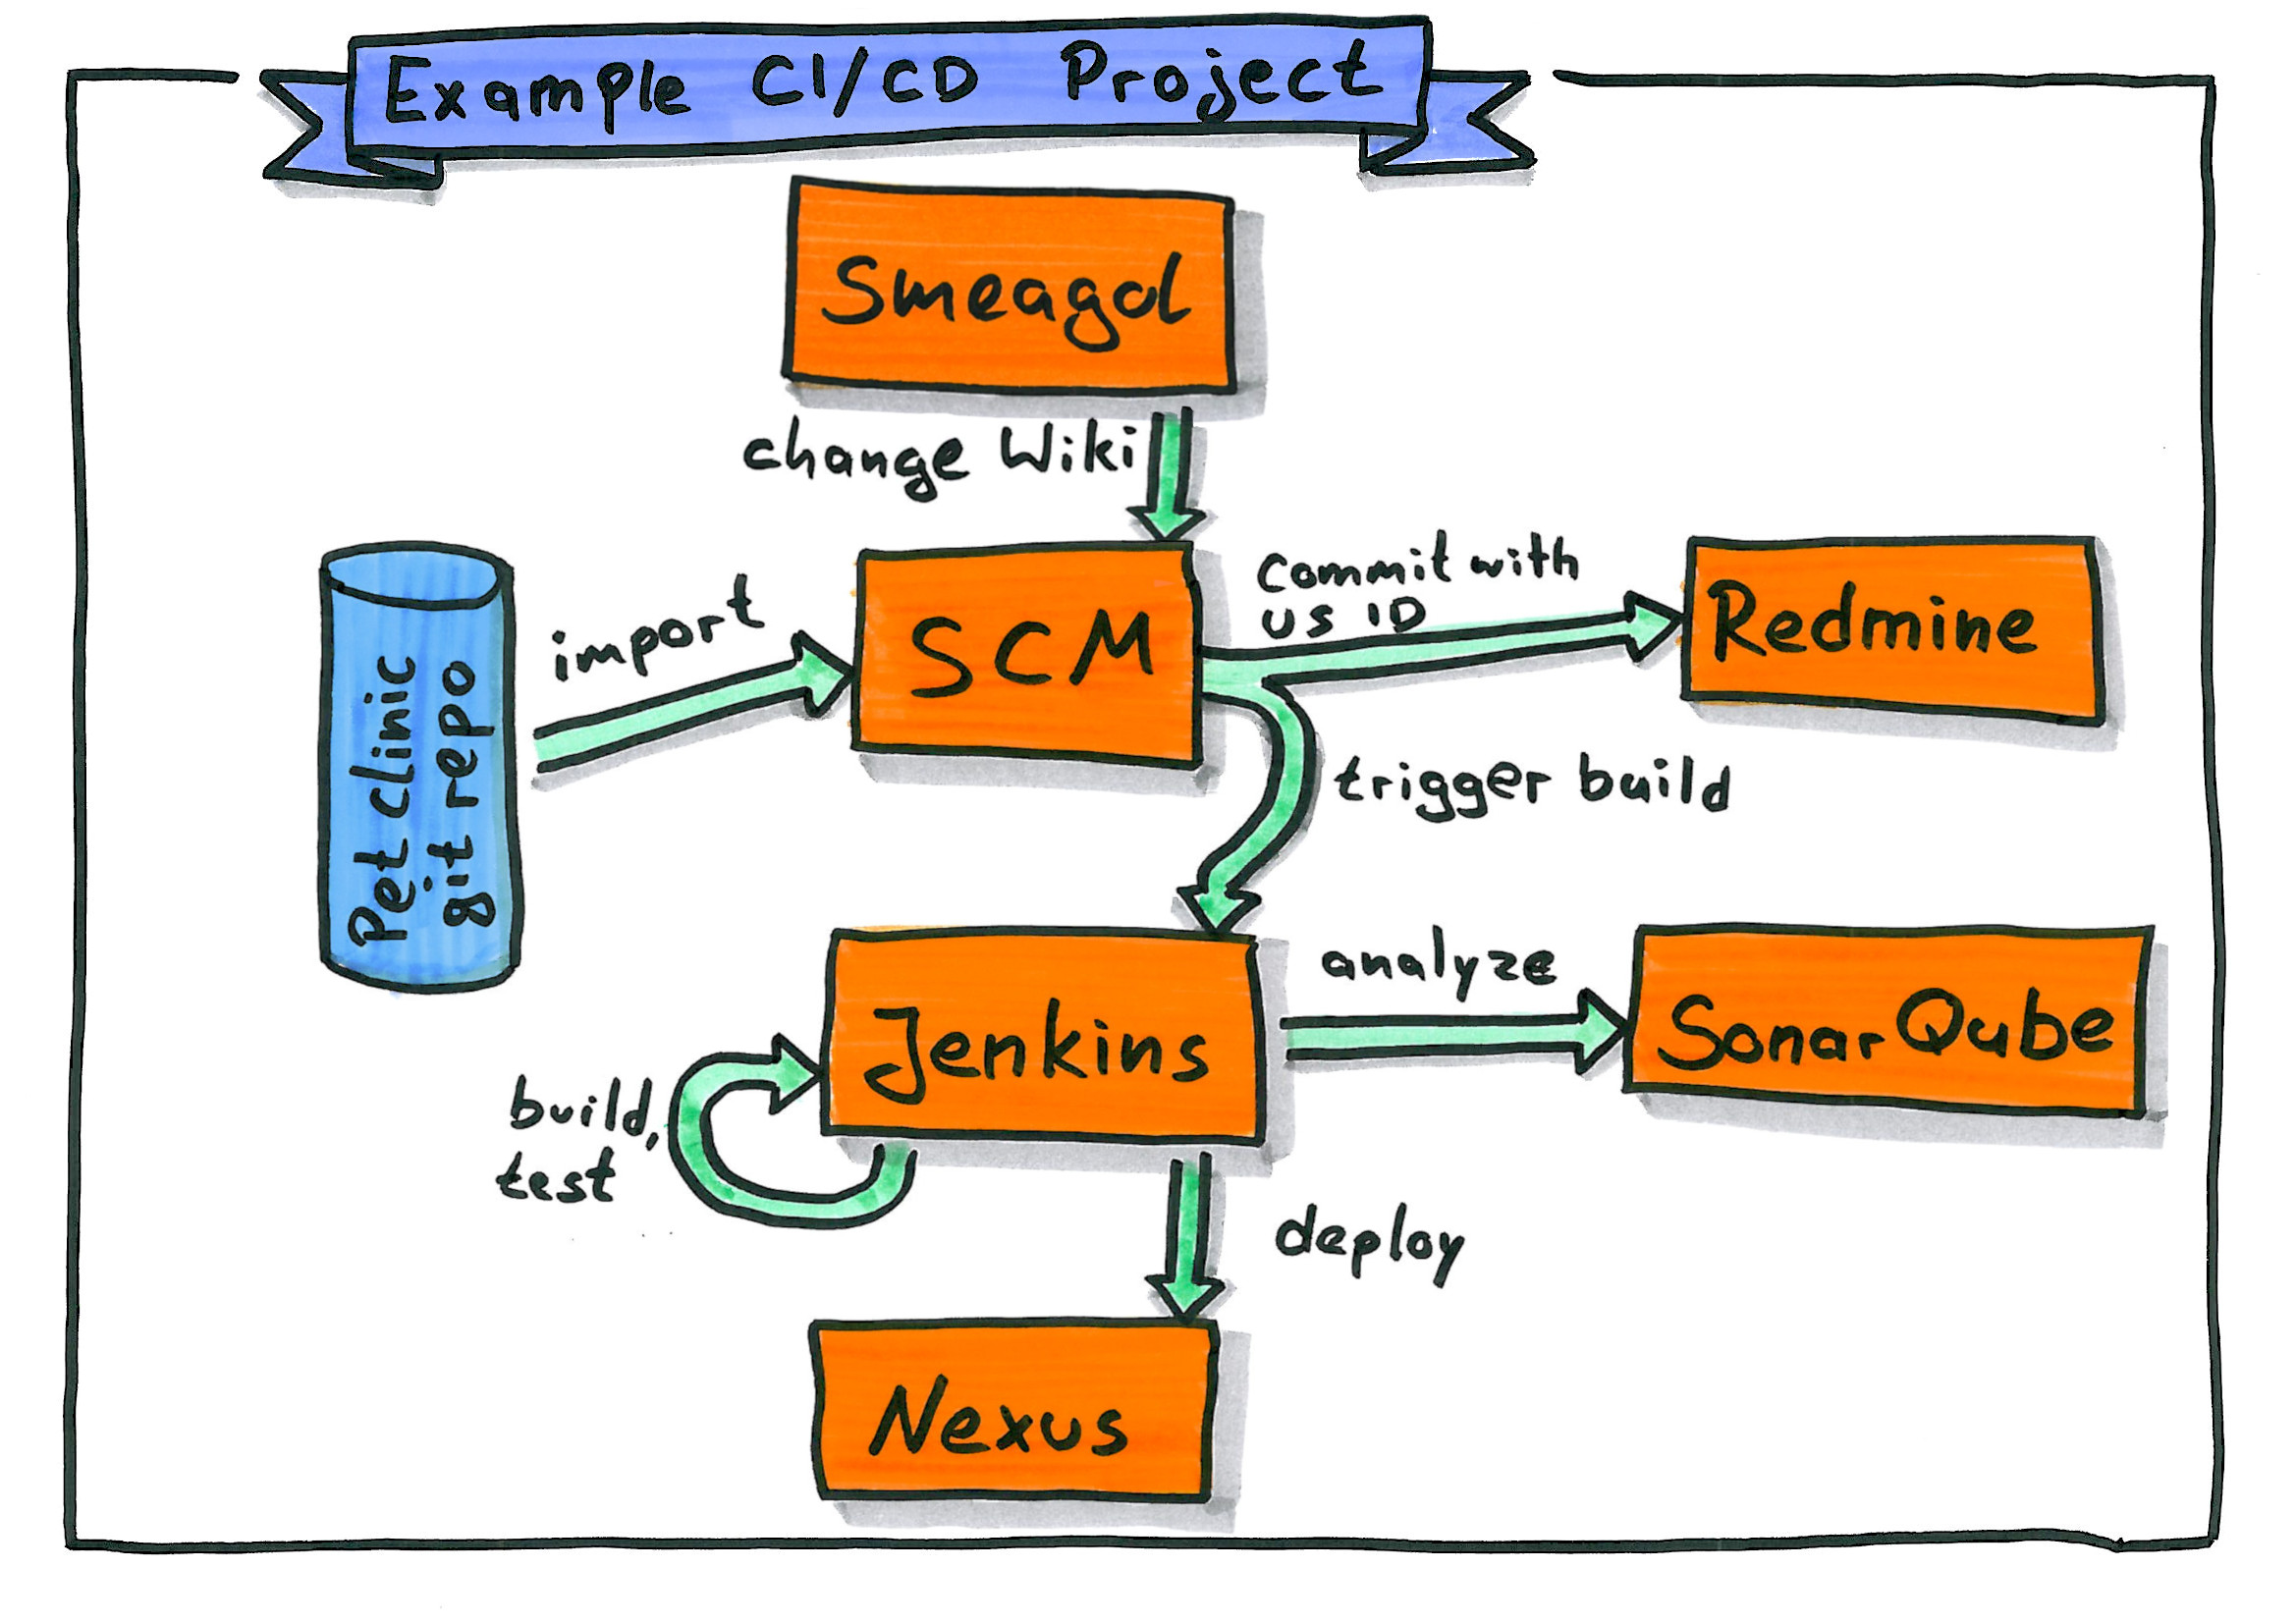 Example CI/CD Project
Smeagol
change Wiki
commit with
US ID
Redmine
import
SCM
Pet clinic
git repo
trigger build
analyze
Jenkins
SonarQube
build,
test
deploy
Nexus